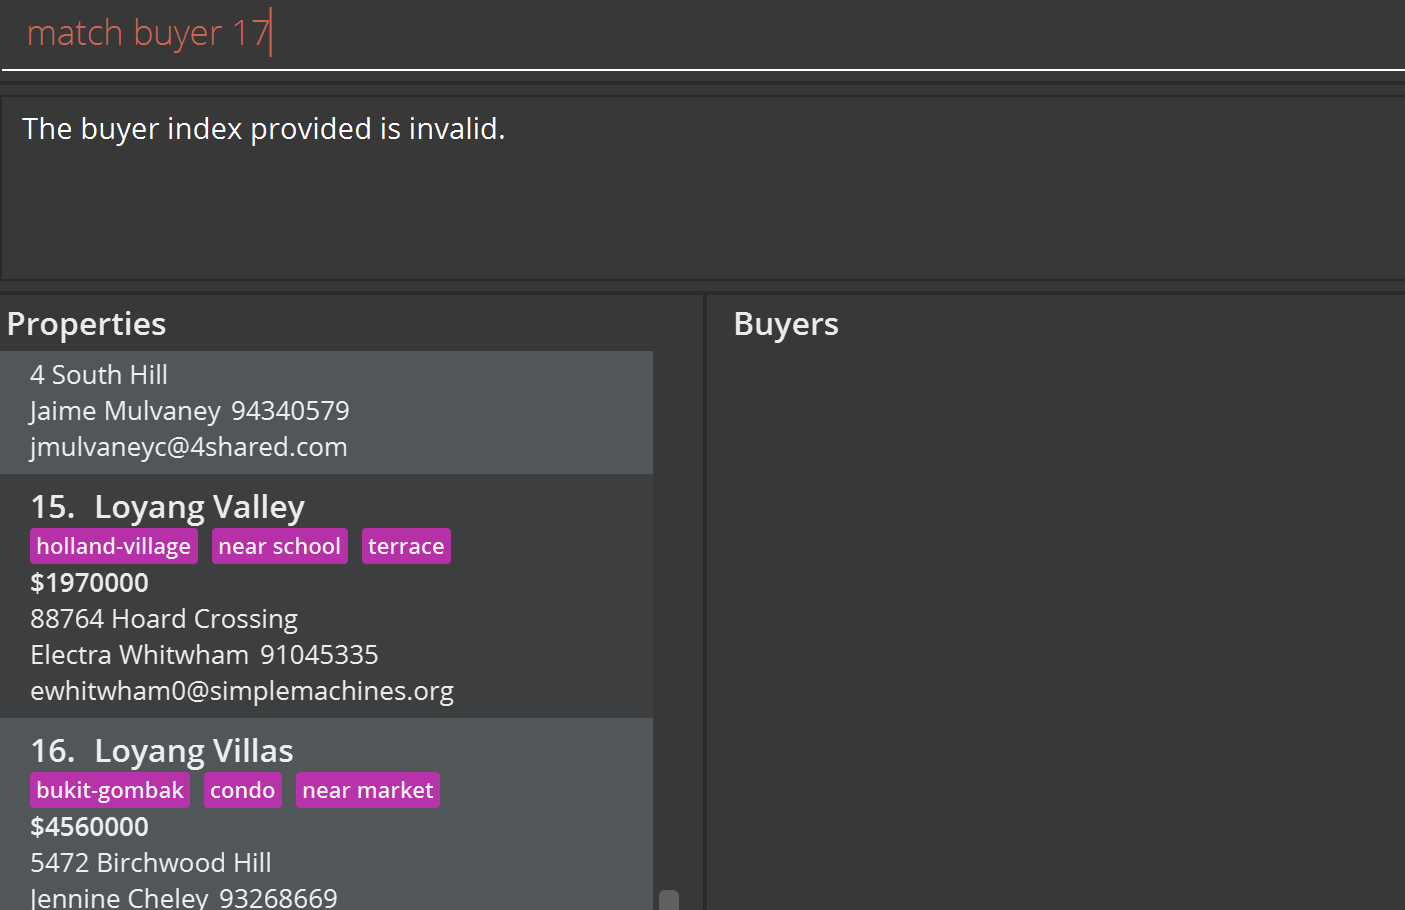 match buyer 17
The buyer index provided is invalid.
Properties
4 South Hill
Jaime Mulvaney 94340579
jmulvaneyc@4shared.com
15. Loyang Valley
holland-village near school terrace
$1970000
88764 Hoard Crossing
Electra Whitwham 91045335
ewhitwham0@simplemachines.org
16. Loyang Villas
bukit-gombak condo near market
$4560000
5472 Birchwood Hill
Jennine Cheley 93268669
Buyers